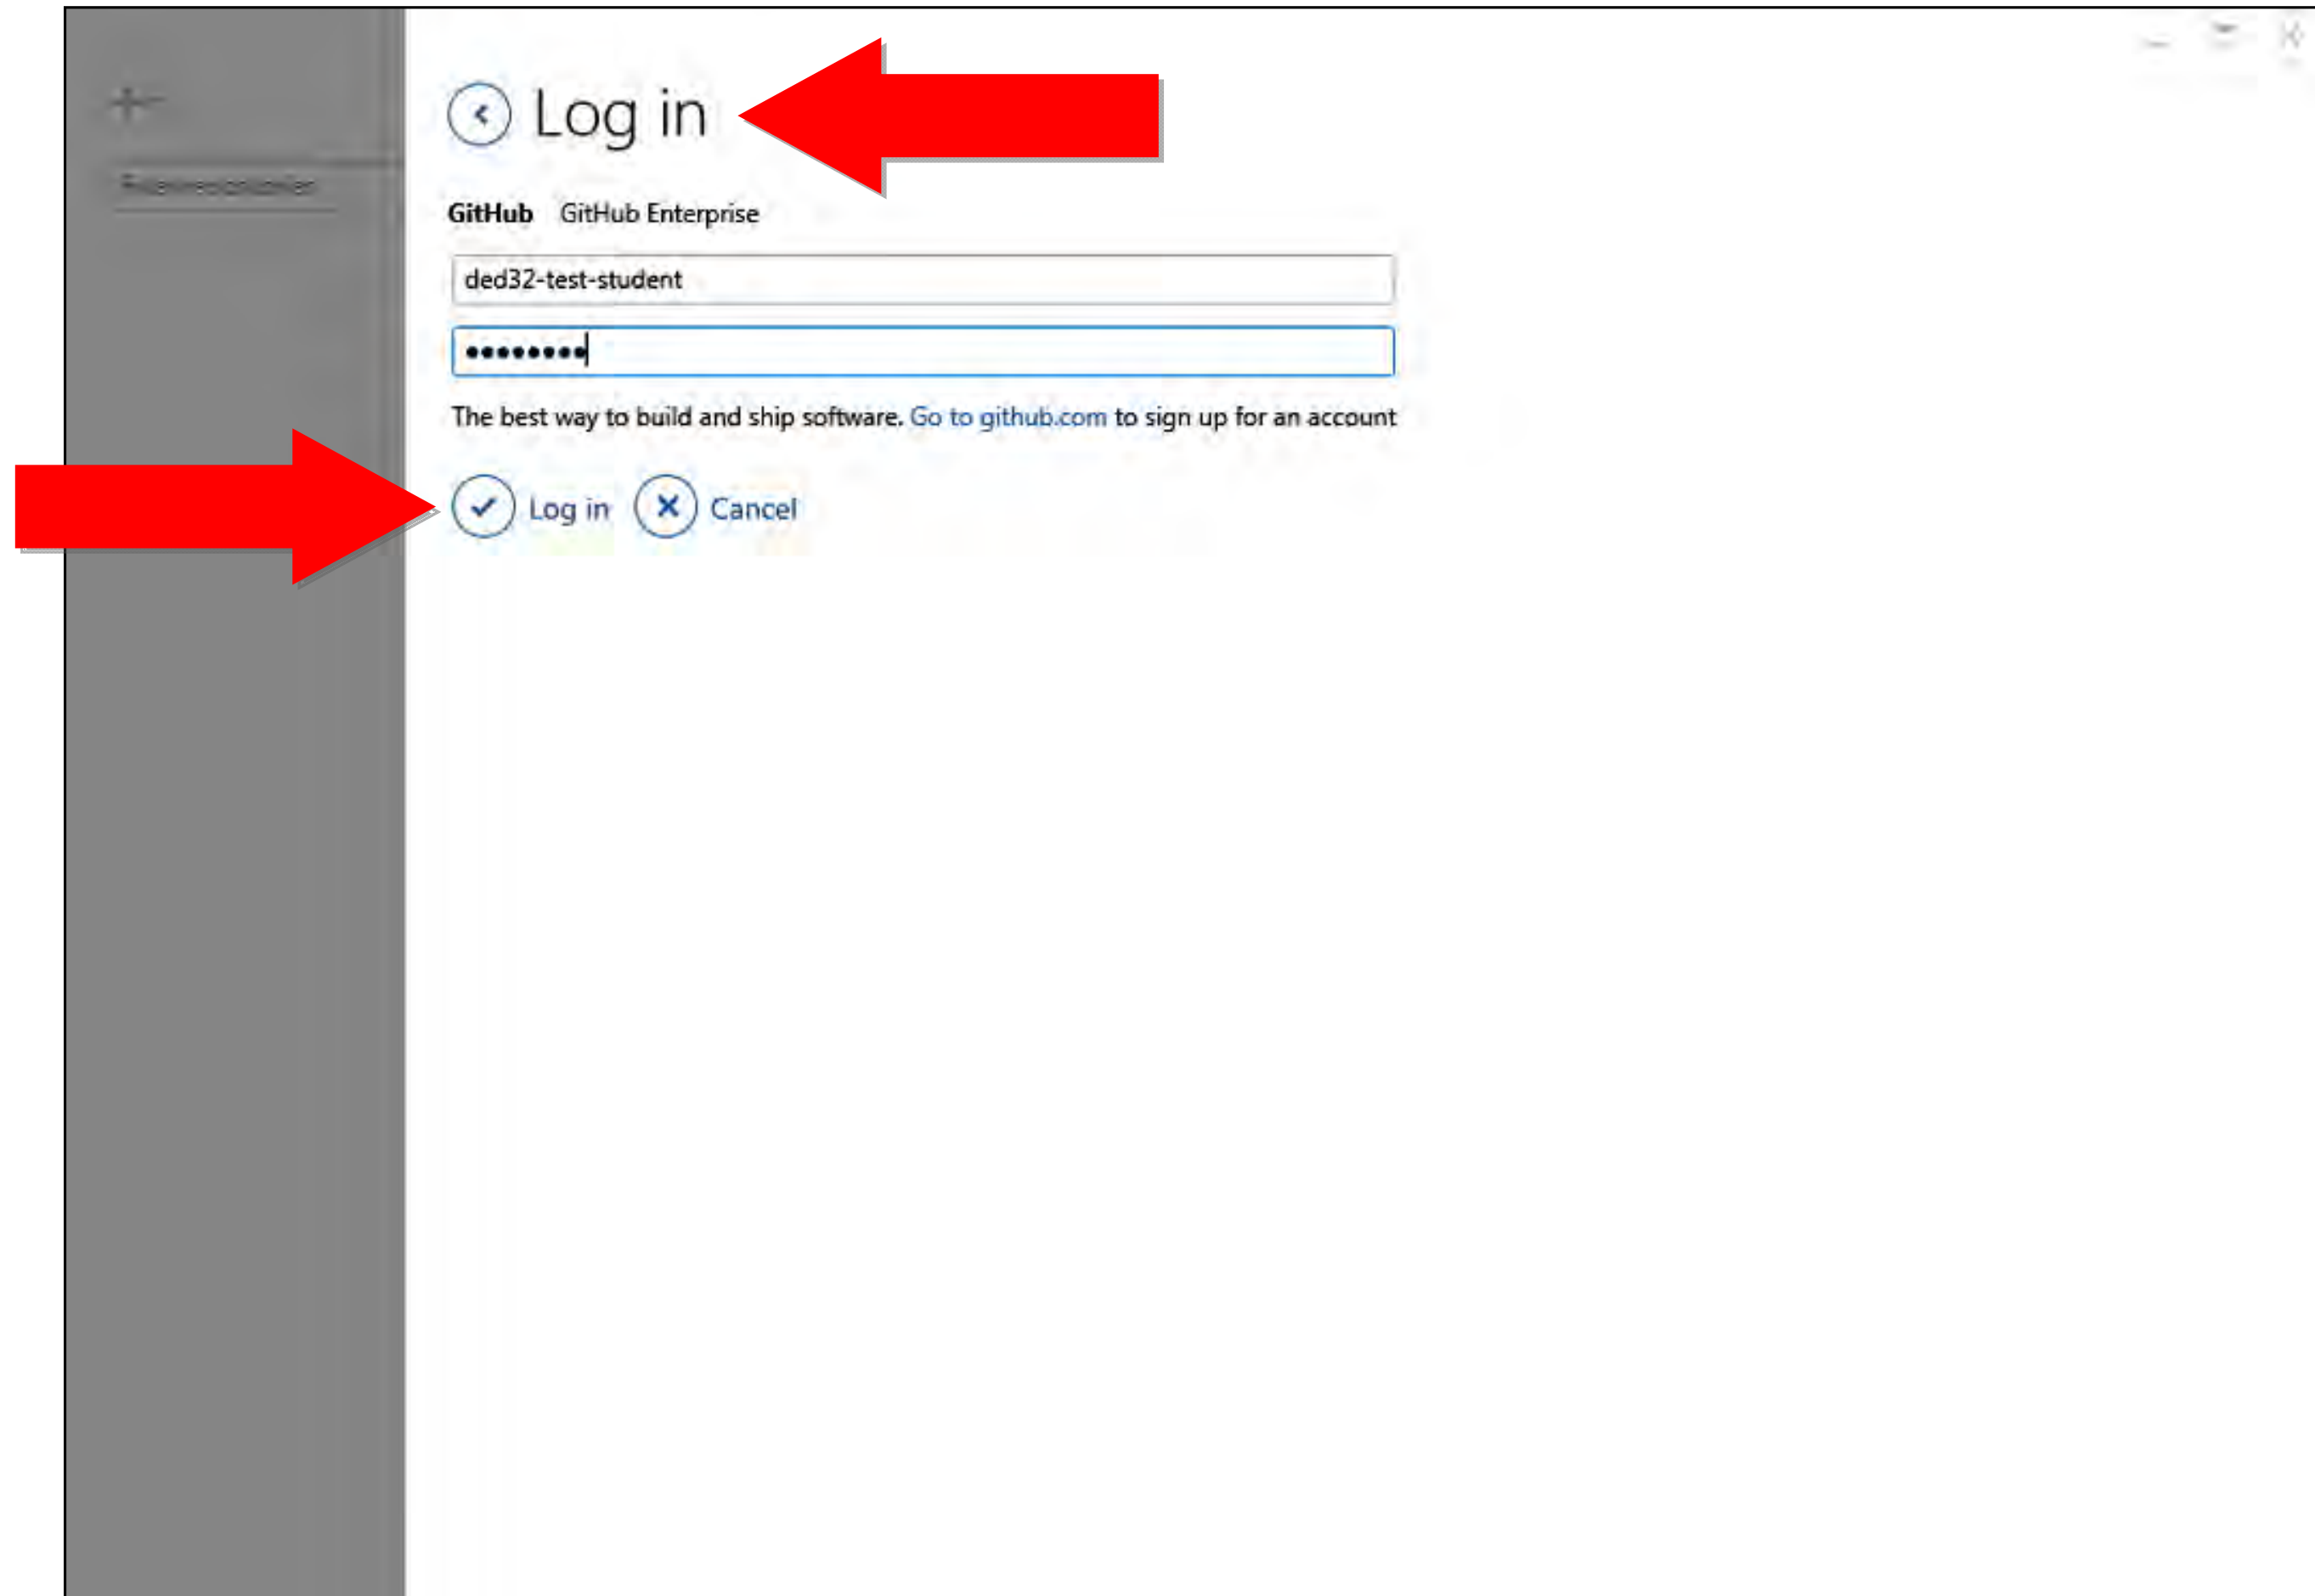 Log in
GitHub GitHub Enterprise
ded32-test-student
••••••••
The best way to build and ship software. Go to github.com to sign up for an account
Log in Cancel